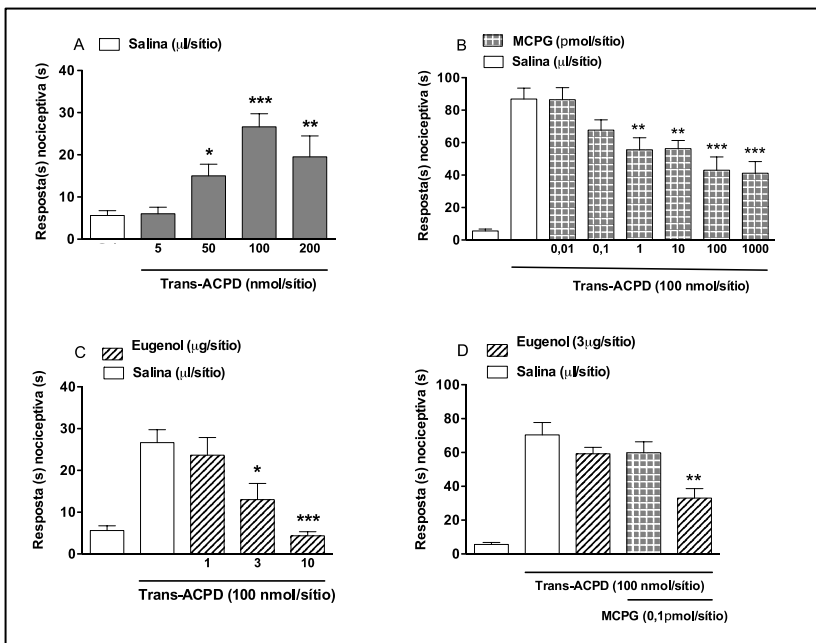 A
Salina (μl/sítio)
Resposta(s) nociceptiva (s)
40
30
20
10
0
*
***
**
5 50 100 200
Trans-ACPD (nmol/sítio)
B
MCPG (pmol/sítio)
Salina (μl/sítio)
Resposta(s) nociceptiva (s)
100
80
60
40
20
0
** ** *** ***
0,01 0,1 1 10 100 1000
Trans-ACPD (100 nmol/sítio)
C
Eugenol (μg/sítio)
Salina (μl/sítio)
Resposta (s) nociceptiva (s)
40
30
20
10
0
*
***
1 3 10
Trans-ACPD (100 nmol/sítio)
D
Eugenol (3μg/sítio)
Salina (μl/sítio)
Resposta (s) nociceptiva (s)
100
80
60
40
20
0
**
Trans-ACPD (100 nmol/sítio)
MCPG (0,1pmol/sítio)